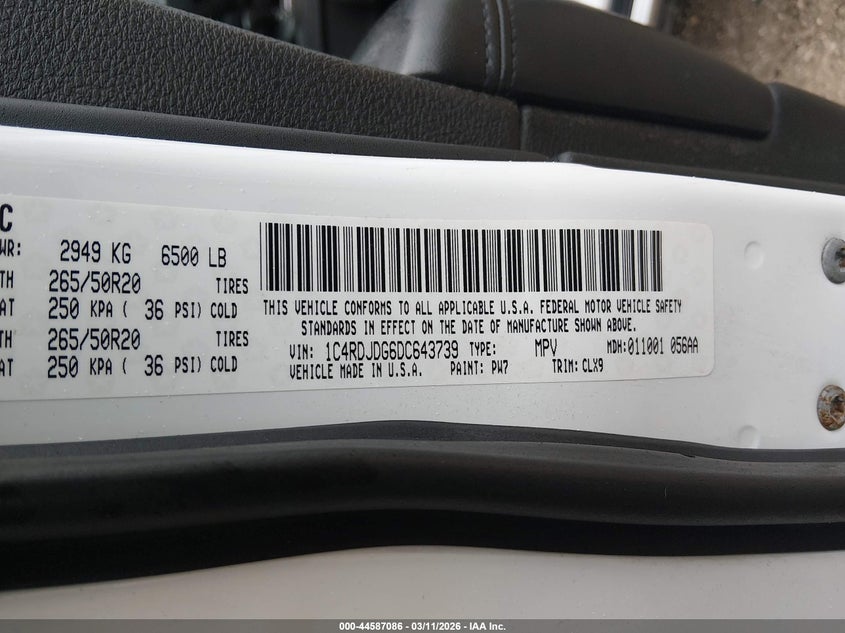 C
WR: 2949 KG 6500 LB
TH 265/50R20 TIRES
AT 250 KPA ( 36 PSI) COLD
TH 265/50R20 TIRES
AT 250 KPA ( 36 PSI) COLD
THIS VEHICLE CONFORMS TO ALL APPLICABLE U.S.A. FEDERAL MOTOR VEHICLE SAFETY
STANDARDS IN EFFECT ON THE DATE OF MANUFACTURE SHOWN ABOVE.
VIN: 1C4RDJDG6DC643739 TYPE: MPV MDH:011001 056AA
VEHICLE MADE IN U.S.A. PAINT: PW7 TRIM: CLX9
000-44587086 - 03/11/2026 - IAA Inc.